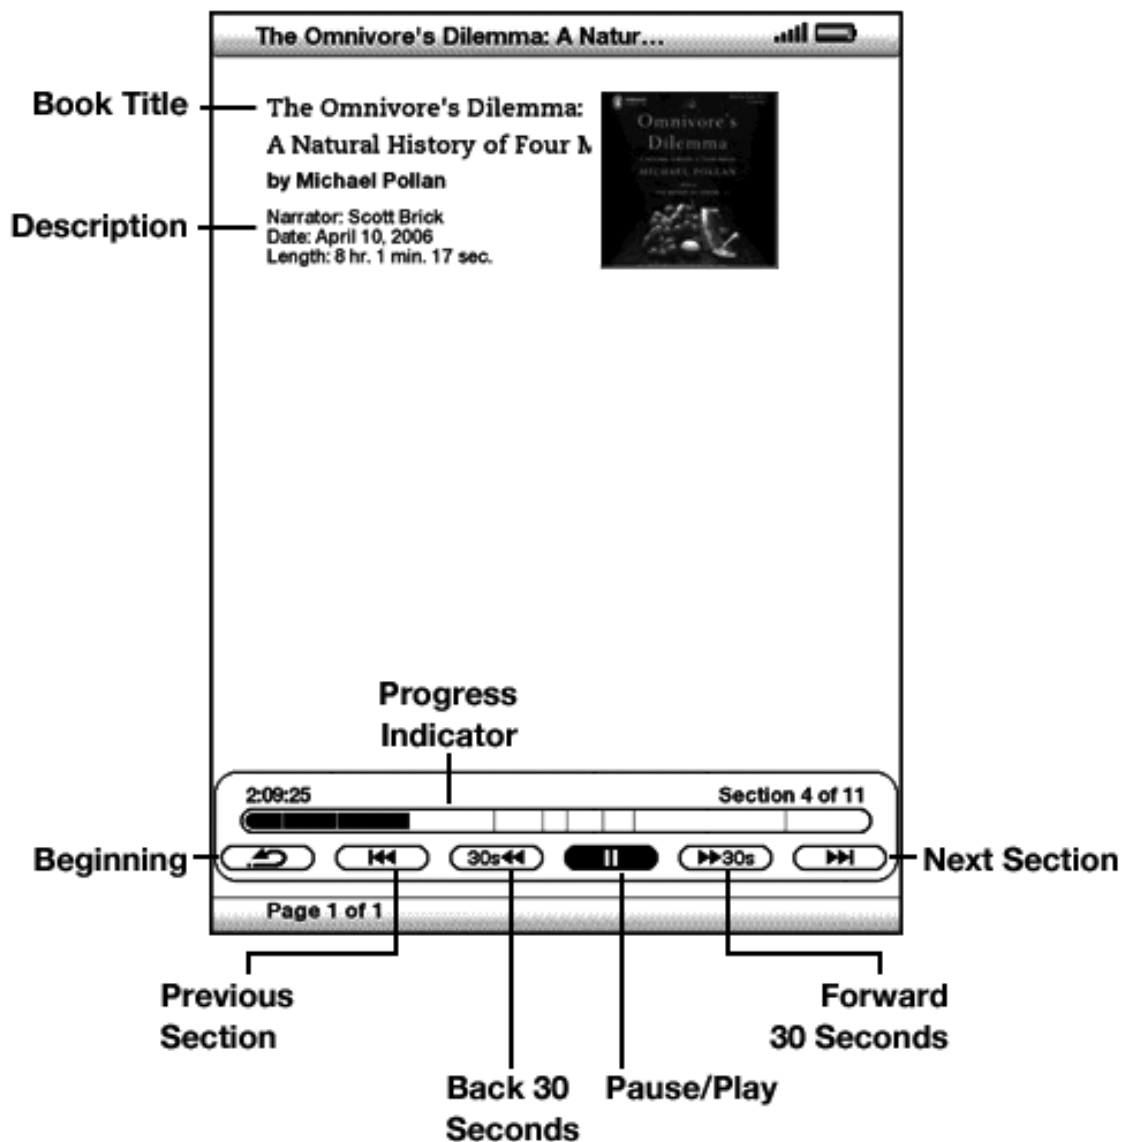 The Omnivore's Dilemma: A Natur...
Book Title
The Omnivore's Dilemma:
A Natural History of Four M
by Michael Pollan
Description
Narrator: Scott Brick
Date: April 10, 2006
Length: 8 hr. 1 min. 17 sec.
Omnivore's
Dilemma
MICHAEL POLLAN
Progress
Indicator
2:09:25
Section 4 of 11
Beginning
30s
30s
Next Section
Page 1 of 1
Previous
Section
Forward
30 Seconds
Back 30
Seconds
Pause/Play